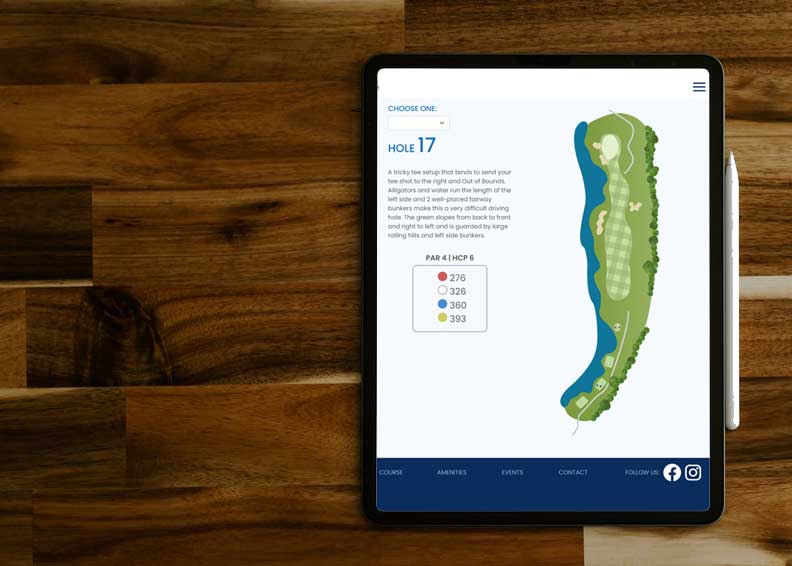 CHOOSE ONE:
HOLE 17
A tricky tee setup that tends to send your
tee shot to the right and Out of Bounds.
Alligators and water run the length of the
left side and 2 well-placed fairway
bunkers make this a very difficult driving
hole. The green slopes from back to front
and right to left and is guarded by large
rolling hills and left side bunkers.
PAR 4 | HCP 6
276
326
360
393
COURSE AMENITIES EVENTS CONTACT FOLLOW US: